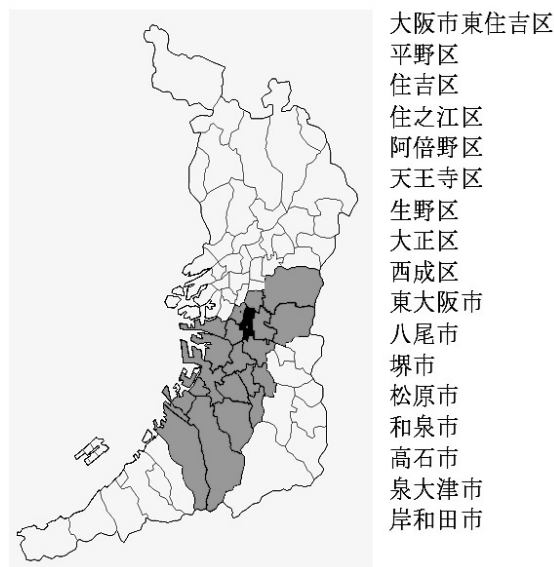 大阪市東住吉区
平野区
住吉区
住之江区
阿倍野区
天王寺区
生野区
大正区
西成区
東大阪市
八尾市
堺市
松原市
和泉市
高石市
泉大津市
岸和田市